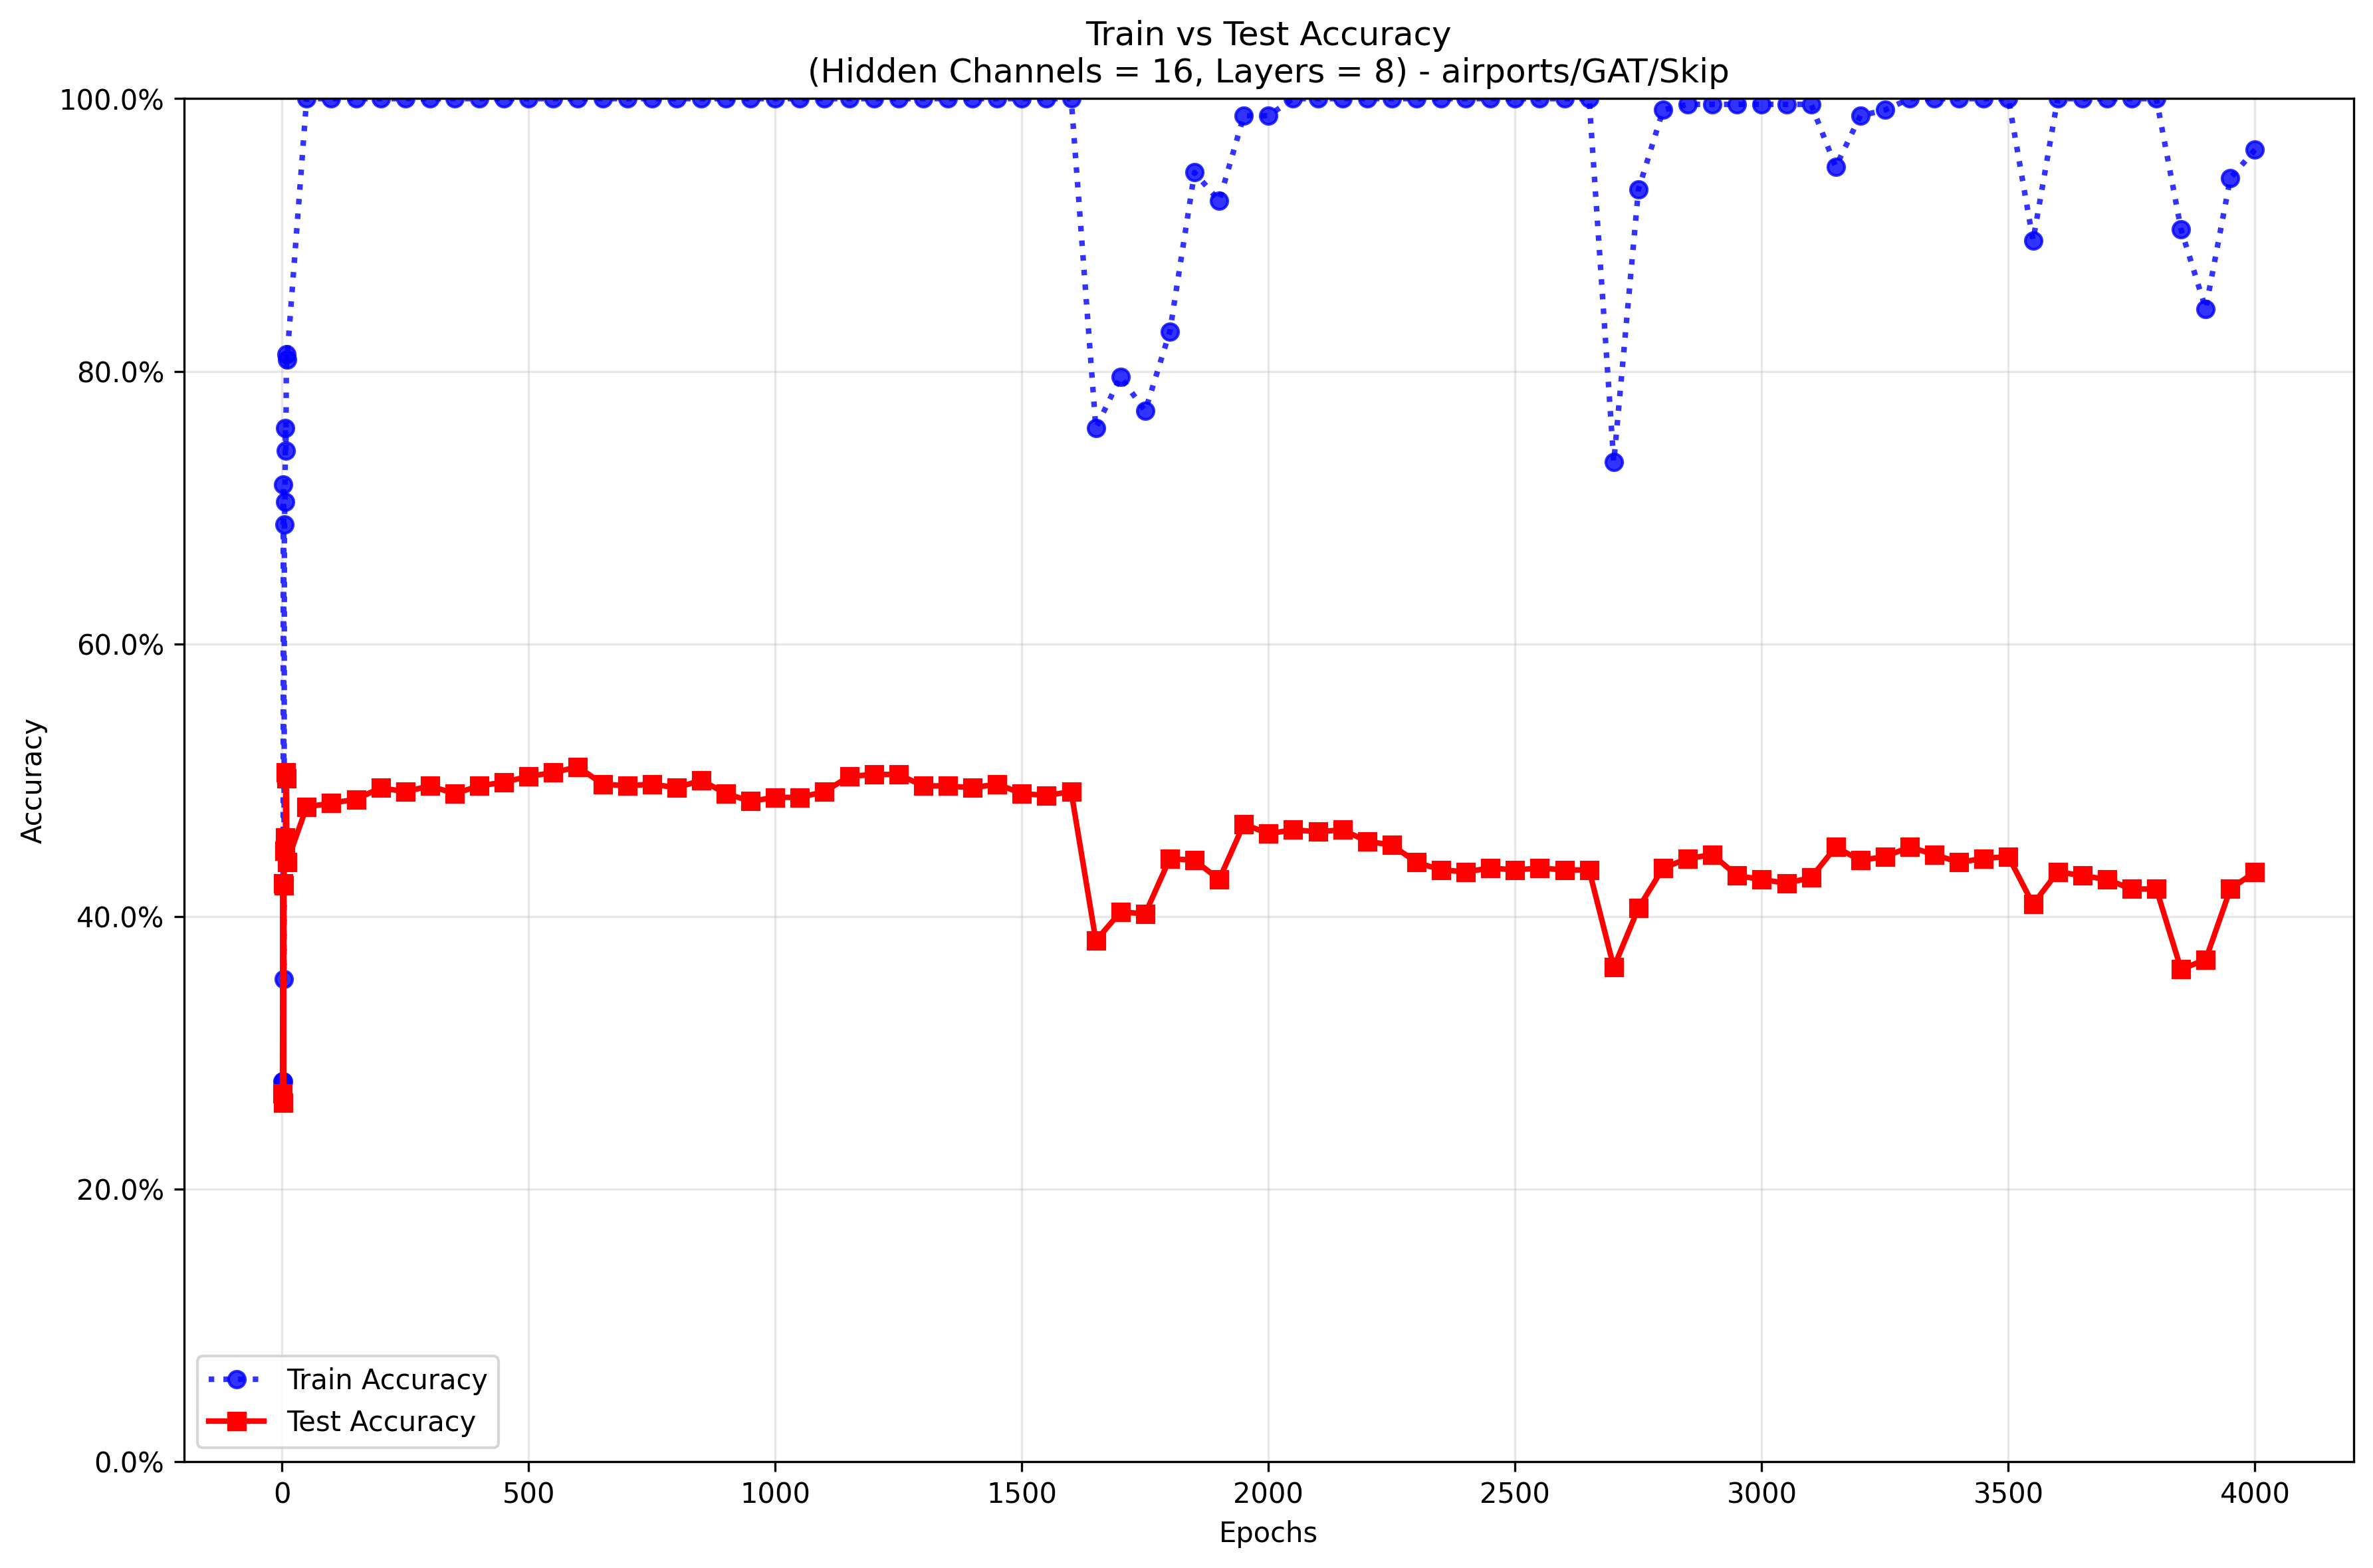 Train vs Test Accuracy
(Hidden Channels = 16, Layers = 8) - airports/GAT/Skip
100.0%
80.0%
60.0%
40.0%
20.0%
0.0%
Accuracy
Train Accuracy
Test Accuracy
0
500
1000
1500
2000
2500
3000
3500
4000
Epochs